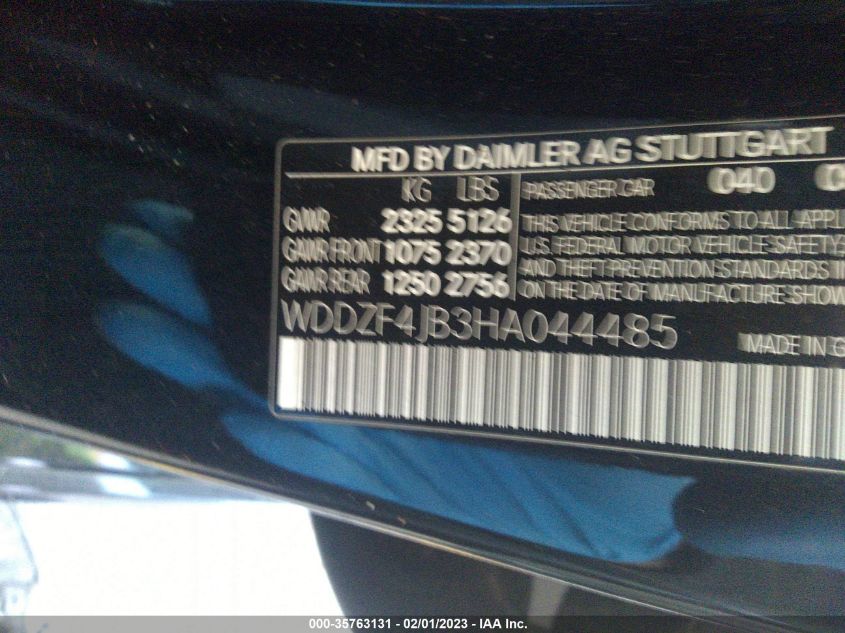 MFD BY DAIMLER AG STUTTGART
KG LBS
GVWR 2325 5126
GAWR FRONT 1075 2370
GAWR REAR 1250 2756
PASSENGER CAR 040
THIS VEHICLE CONFORMS TO ALL APPLI
U.S. FEDERAL MOTOR VEHICLE SAFETY
AND THEFT PREVENTION STANDARDS I
ON THE DATE OF MANUFACTURE SHOW
WDDZF4JB3HA044485
MADE IN G
000-35763131 - 02/01/2023 - IAA Inc.